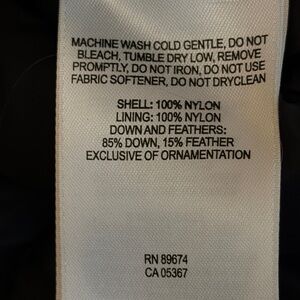 MACHINE WASH COLD GENTLE, DO NOT
BLEACH, TUMBLE DRY LOW, REMOVE
PROMPTLY, DO NOT IRON, DO NOT USE
FABRIC SOFTENER, DO NOT DRYCLEAN
SHELL: 100% NYLON
LINING: 100% NYLON
DOWN AND FEATHERS:
85% DOWN, 15% FEATHER
EXCLUSIVE OF ORNAMENTATION
RN 89674
CA 05367